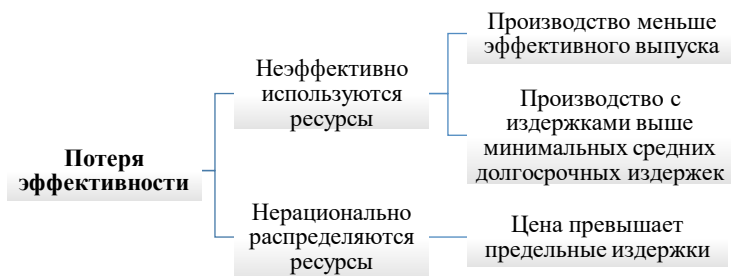 Потеря
эффективности
Неэффективно
используются
ресурсы
Производство меньше
эффективного выпуска
Производство с
издержками выше
минимальных средних
долгосрочных издержек
Нерационально
распределяются
ресурсы
Цена превышает
предельные издержки